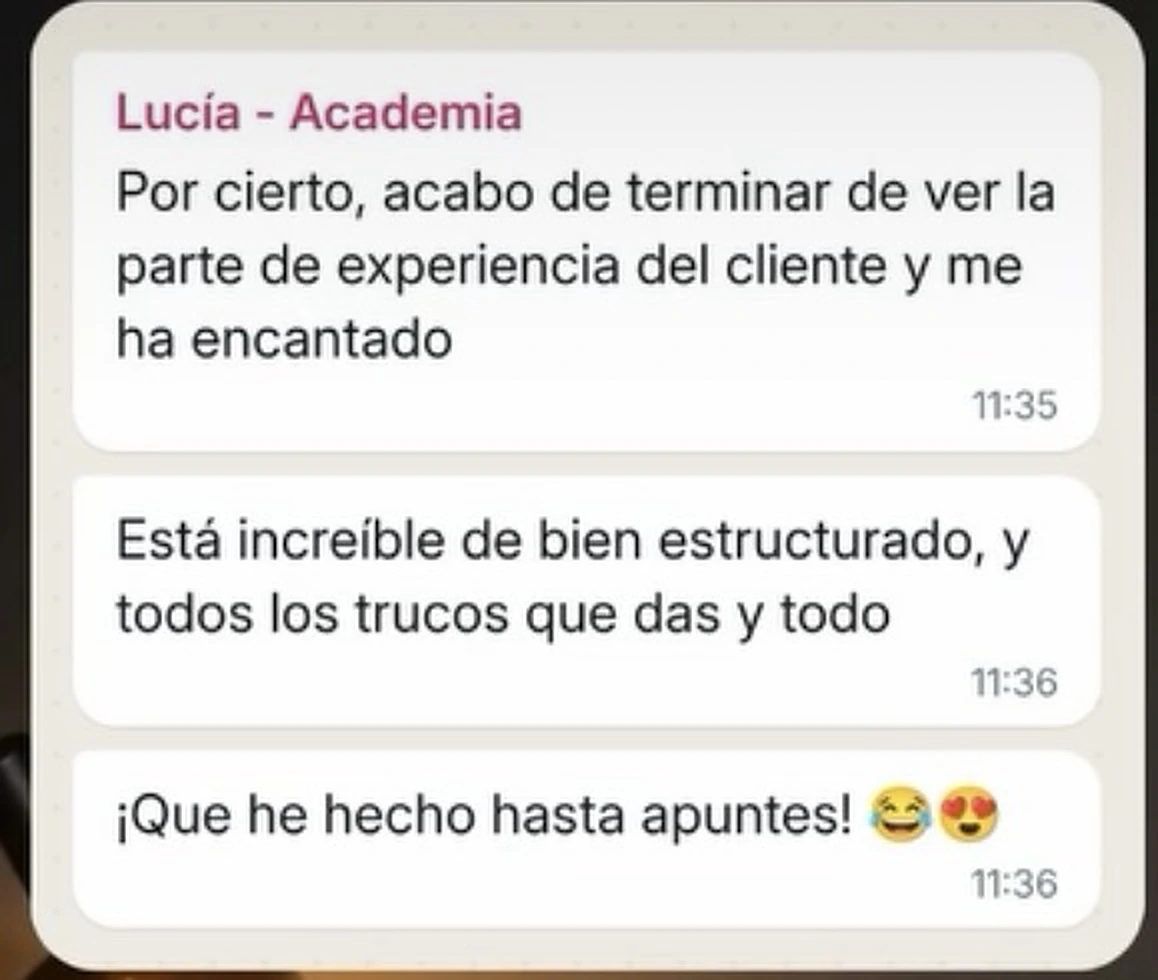 Lucía - Academia
Por cierto, acabo de terminar de ver la
parte de experiencia del cliente y me
ha encantado
11:35
Está increíble de bien estructurado, y
todos los trucos que das y todo
11:36
¡Que he hecho hasta apuntes! 😂😍
11:36